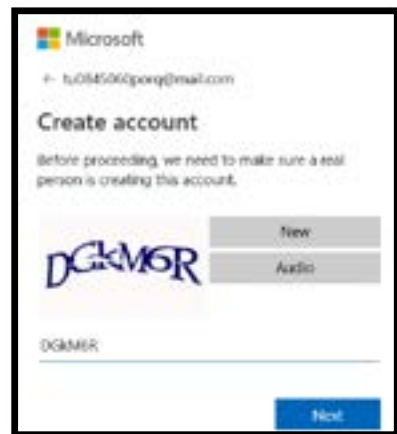 Microsoft
Create account
Before proceeding, we need to make sure a real
person is creating this account.
New
DGkM6R
Audio
DGkM6R
Next